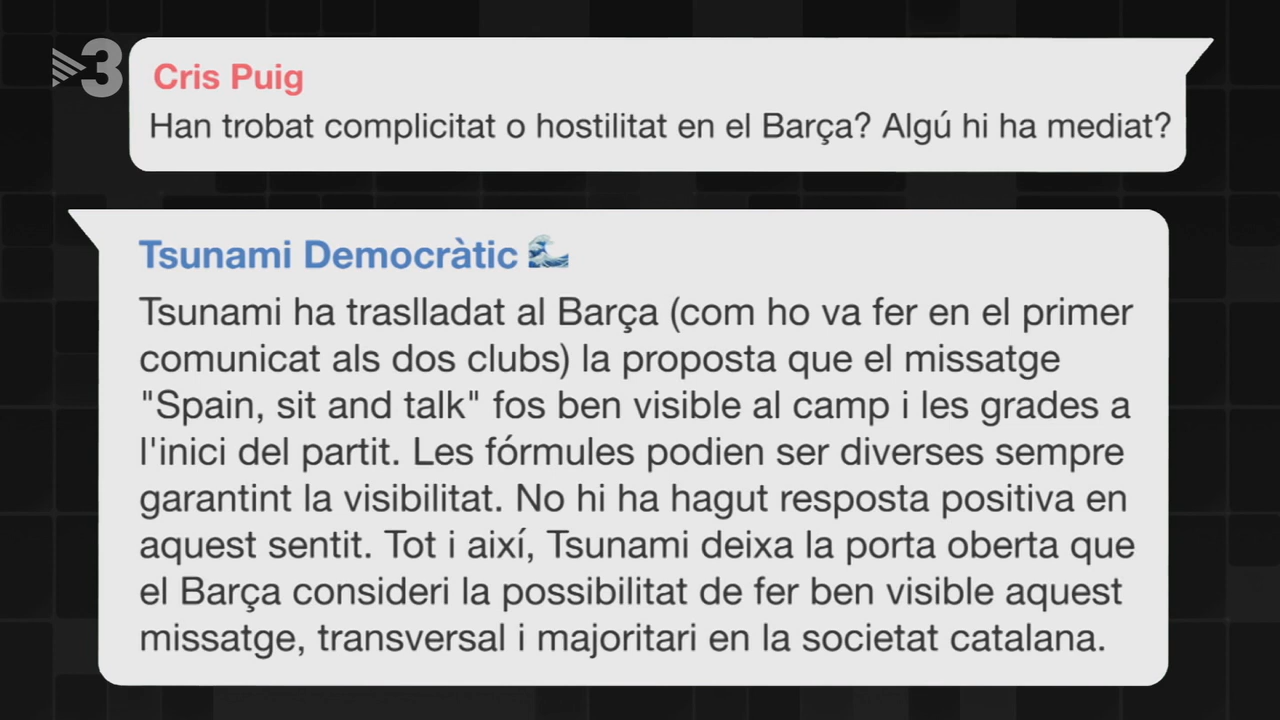 3
Cris Puig
Han trobat complicitat o hostilitat en el Barça? Algú hi ha mediat?
Tsunami Democràtic 🌊
Tsunami ha traslladat al Barça (com ho va fer en el primer
comunicat als dos clubs) la proposta que el missatge
"Spain, sit and talk" fos ben visible al camp i les grades a
l'inici del partit. Les fórmules podien ser diverses sempre
garantint la visibilitat. No hi ha hagut resposta positiva en
aquest sentit. Tot i així, Tsunami deixa la porta oberta que
el Barça consideri la possibilitat de fer ben visible aquest
missatge, transversal i majoritari en la societat catalana.